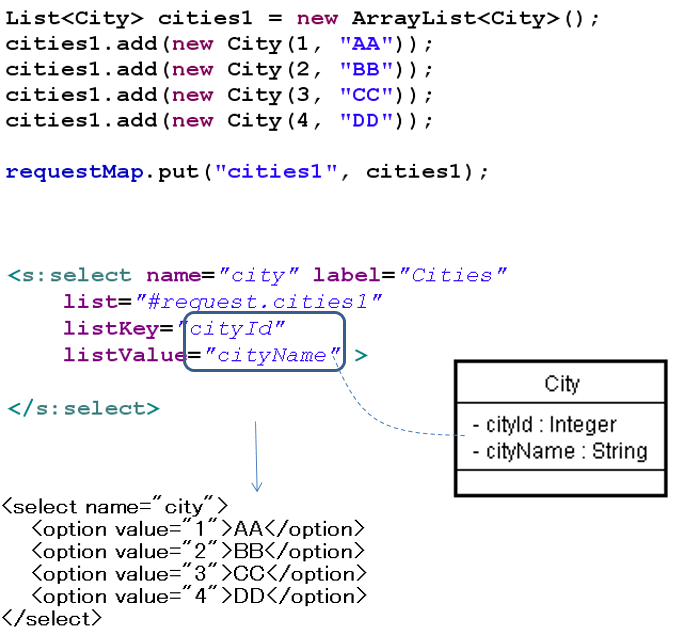 List<City> cities1 = new ArrayList<City>();
cities1.add(new City(1, "AA"));
cities1.add(new City(2, "BB"));
cities1.add(new City(3, "CC"));
cities1.add(new City(4, "DD"));
requestMap.put("cities1", cities1);
<s:select name="city" label="Cities"
list="#request.cities1"
listKey="cityId"
listValue="cityName" >
</s:select>
City
- cityId : Integer
- cityName : String
<select name="city">
<option value="1">AA</option>
<option value="2">BB</option>
<option value="3">CC</option>
<option value="4">DD</option>
</select>